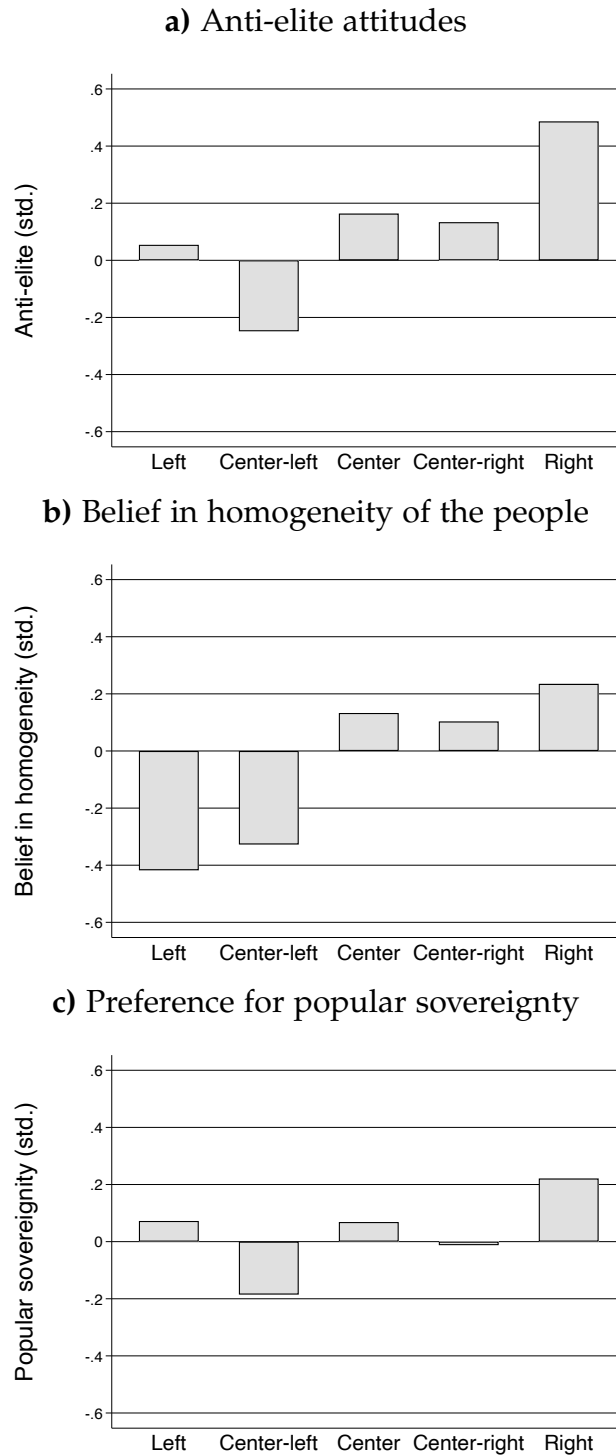 a) Anti-elite attitudes
Anti-elite (std.)
.6
.4
.2
0
-.2
-.4
-.6
Left Center-left Center Center-right Right
b) Belief in homogeneity of the people
Belief in homogeneity (std.)
.6
.4
.2
0
-.2
-.4
-.6
Left Center-left Center Center-right Right
c) Preference for popular sovereignty
Popular sovereignity (std.)
.6
.4
.2
0
-.2
-.4
-.6
Left Center-left Center Center-right Right